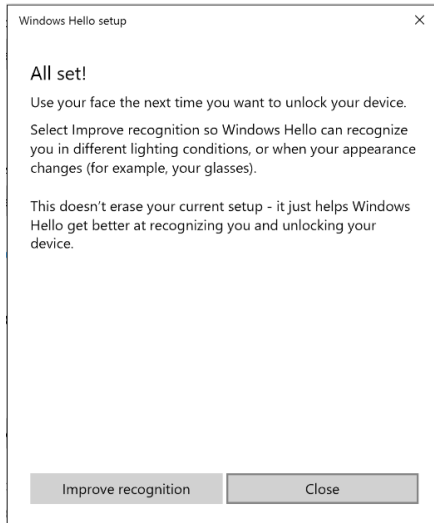 Windows Hello setup
All set!
Use your face the next time you want to unlock your device.
Select Improve recognition so Windows Hello can recognize
you in different lighting conditions, or when your appearance
changes (for example, your glasses).
This doesn't erase your current setup - it just helps Windows
Hello get better at recognizing you and unlocking your
device.
Improve recognition
Close